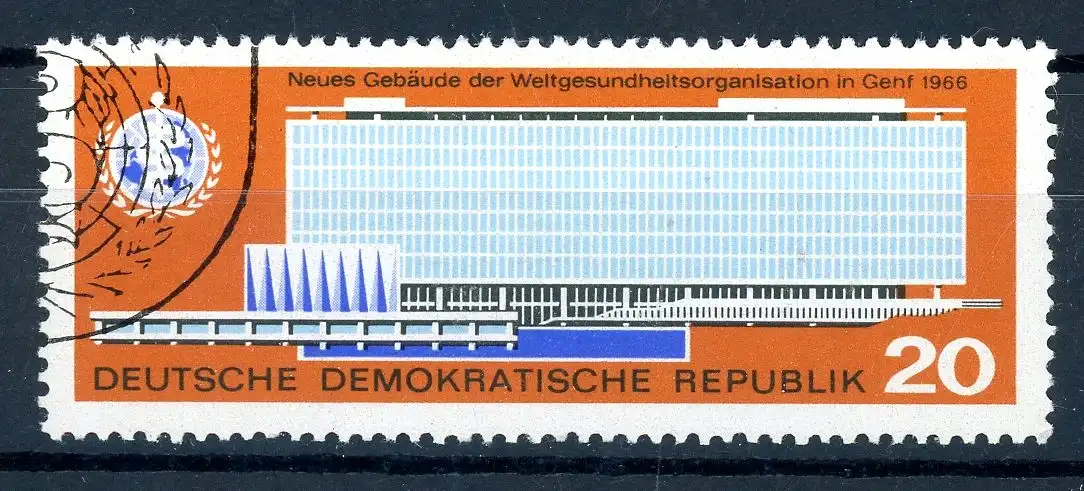 Neues Gebäude der Weltgesundheitsorganisation in Genf 1966
DEUTSCHE DEMOKRATISCHE REPUBLIK 20